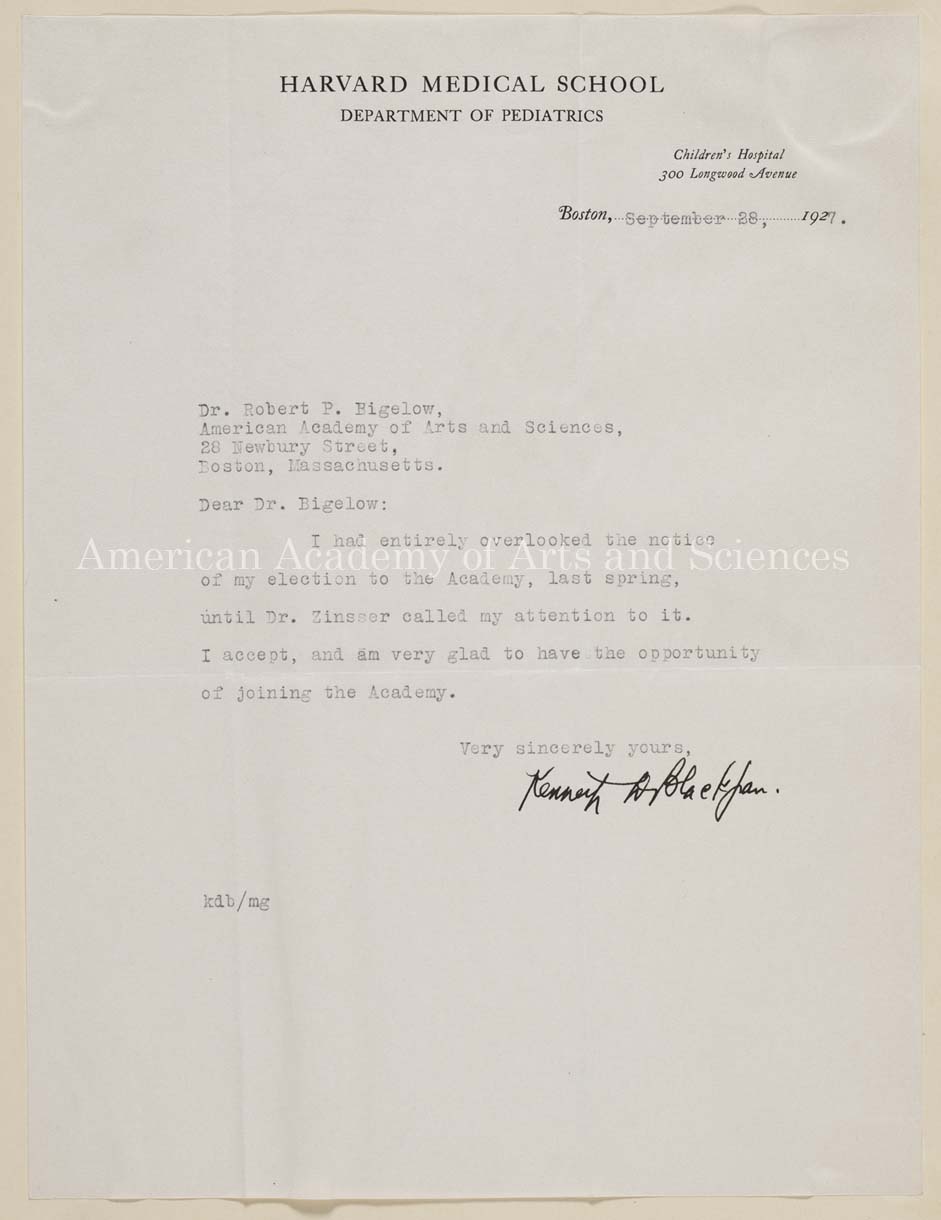 HARVARD MEDICAL SCHOOL
DEPARTMENT OF PEDIATRICS
Children's Hospital
300 Longwood Avenue
Boston, September 28, 1927.
Dr. Robert P. Bigelow,
American Academy of Arts and Sciences,
28 Newbury Street,
Boston, Massachusetts.
Dear Dr. Bigelow:
I had entirely overlooked the notice
American Academy of Arts and Sciences
of my election to the Academy, last spring,
until Dr. Zinsser called my attention to it.
I accept, and am very glad to have the opportunity
of joining the Academy.
Very sincerely yours,
Kenneth D Blackfan.
kdb/mg